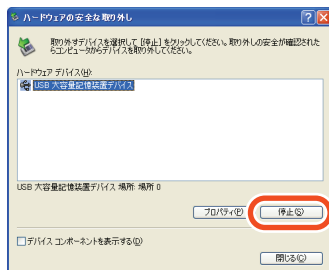 ハードウェアの安全な取り外し
取り外すデバイスを選択して [停止] をクリックしてください。取り外しの安全が確認された
らコンピュータからデバイスを取り外してください。
ハードウェア デバイス(H):
USB 大容量記憶装置デバイス
USB 大容量記憶装置デバイス 場所: 場所 0
プロパティ(P)
停止(S)
デバイス コンポーネントを表示する(D)
閉じる(C)